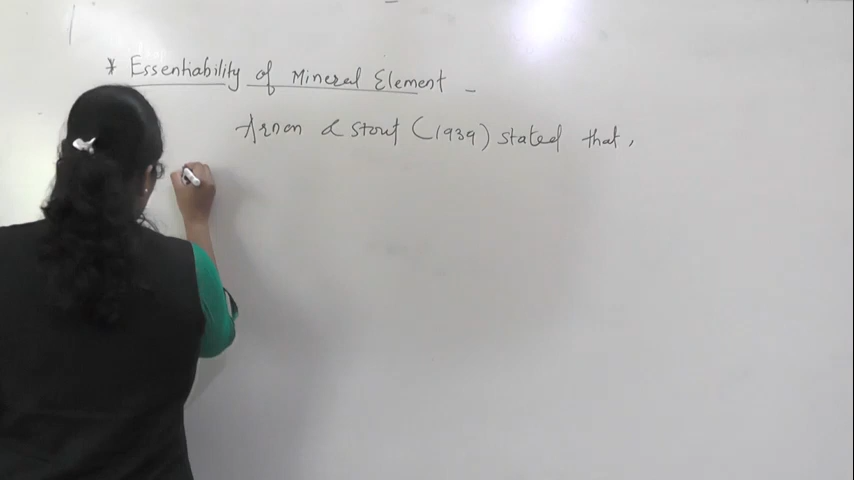 * Essentiability of Mineral Element -
Arnon & Stout (1939) stated that,